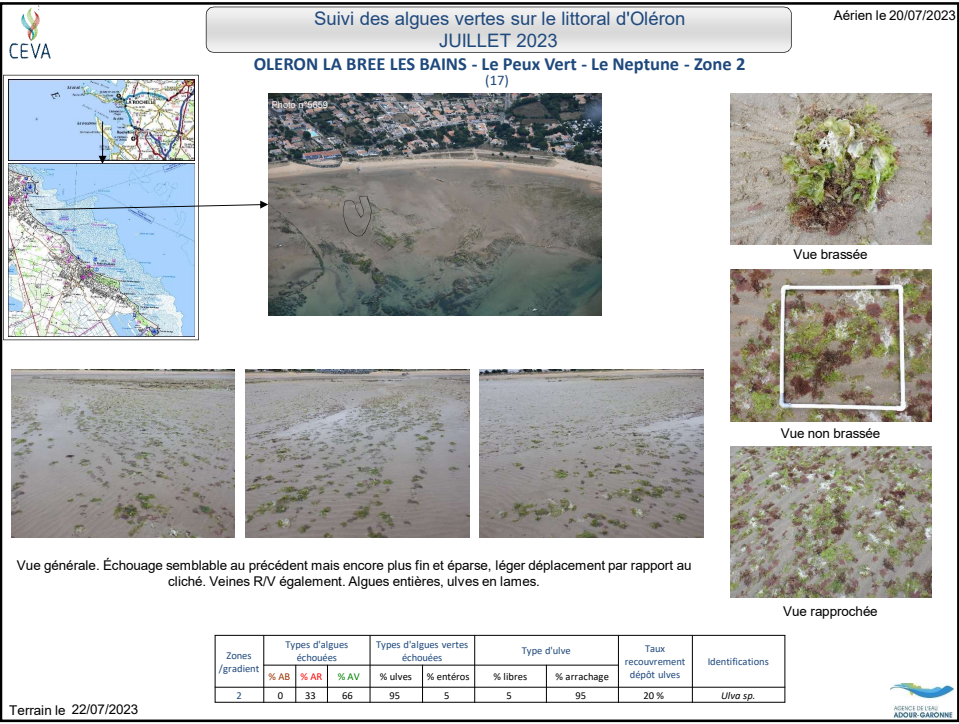 CEVA
Suivi des algues vertes sur le littoral d'Oléron
JUILLET 2023
Aérien le 20/07/2023
OLERON LA BREE LES BAINS - Le Peux Vert - Le Neptune - Zone 2
(17)
LA ROCHELLE
Photo n°5659
Vue brassée
Vue non brassée
Vue rapprochée
Vue générale. Échouage semblable au précédent mais encore plus fin et éparse, léger déplacement par rapport au
cliché. Veines R/V également. Algues entières, ulves en lames.
Zones /gradient Types d'algues échouées Types d'algues vertes échouées Type d'ulve Taux recouvrement dépôt ulves Identifications
% AB % AR % AV % ulves % entéros % libres % arrachage
2 0 33 66 95 5 5 95 20 % Ulva sp.
Terrain le 22/07/2023
AGENCE DE L'EAU
ADOUR-GARONNE